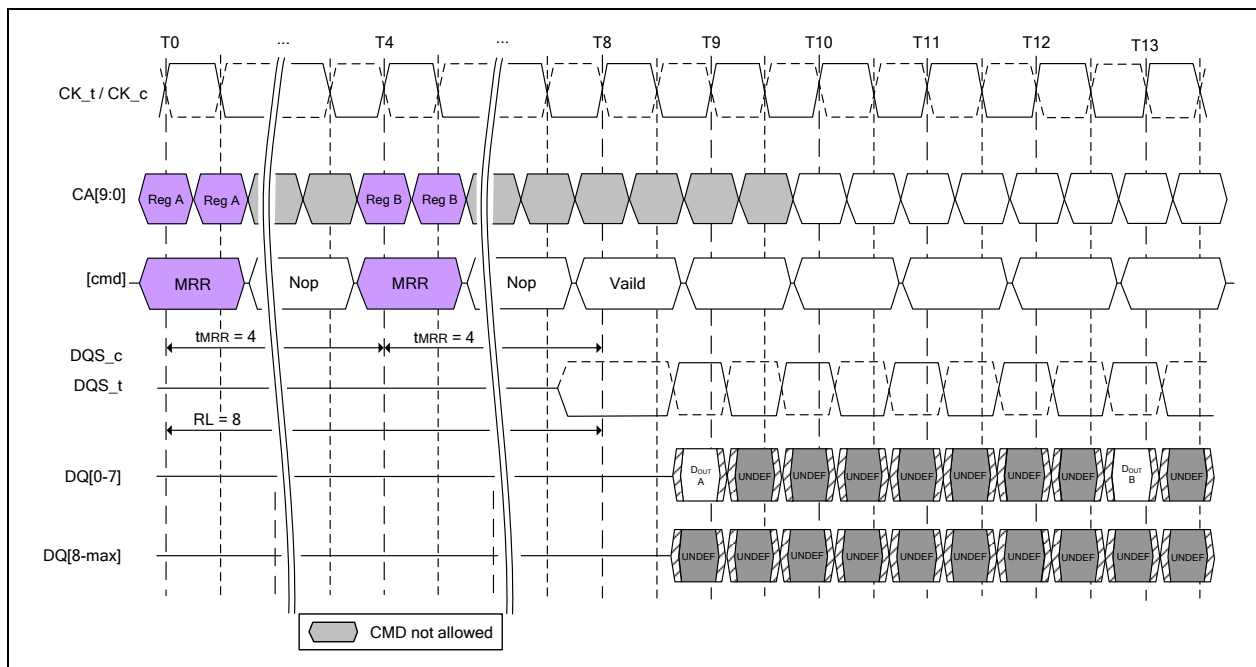 T0 ... T4 ... T8 T9 T10 T11 T12 T13
CK_t / CK_c
CA[9:0] Reg A Reg A Reg B Reg B
[cmd] MRR Nop MRR Nop Vaild
tMRR = 4 tMRR = 4
DQS_c
DQS_t
RL = 8
DQ[0-7] DOUT A UNDEF UNDEF UNDEF UNDEF UNDEF UNDEF UNDEF DOUT B UNDEF
DQ[8-max] UNDEF UNDEF UNDEF UNDEF UNDEF UNDEF UNDEF UNDEF UNDEF UNDEF
CMD not allowed